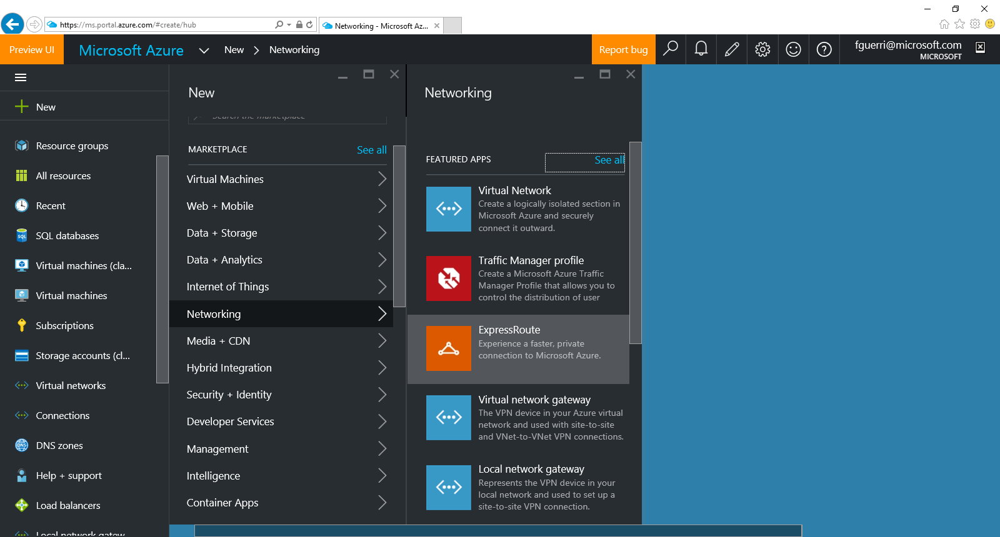 https://ms.portal.azure.com/#create/hub
Networking - Microsoft Az...
Preview UI
Microsoft Azure
New
Networking
Report bug
fguerri@microsoft.com
MICROSOFT
New
Resource groups
All resources
Recent
SQL databases
Virtual machines (cla...
Virtual machines
Subscriptions
Storage accounts (cl...
Virtual networks
Connections
DNS zones
Help + support
Load balancers
Local network gatew
New
Search the marketplace
MARKETPLACE
See all
Virtual Machines
Web + Mobile
Data + Storage
Data + Analytics
Internet of Things
Networking
Media + CDN
Hybrid Integration
Security + Identity
Developer Services
Management
Intelligence
Container Apps
Networking
FEATURED APPS
See all
Virtual Network
Create a logically isolated section in
Microsoft Azure and securely
connect it outward.
Traffic Manager profile
Create a Microsoft Azure Traffic
Manager Profile that allows you to
control the distribution of user
ExpressRoute
Experience a faster, private
connection to Microsoft Azure.
Virtual network gateway
The VPN device in your Azure virtual
network and used with site-to-site
and VNet-to-VNet VPN connections.
Local network gateway
Represents the VPN device in your
local network and used to set up a
site-to-site VPN connection.